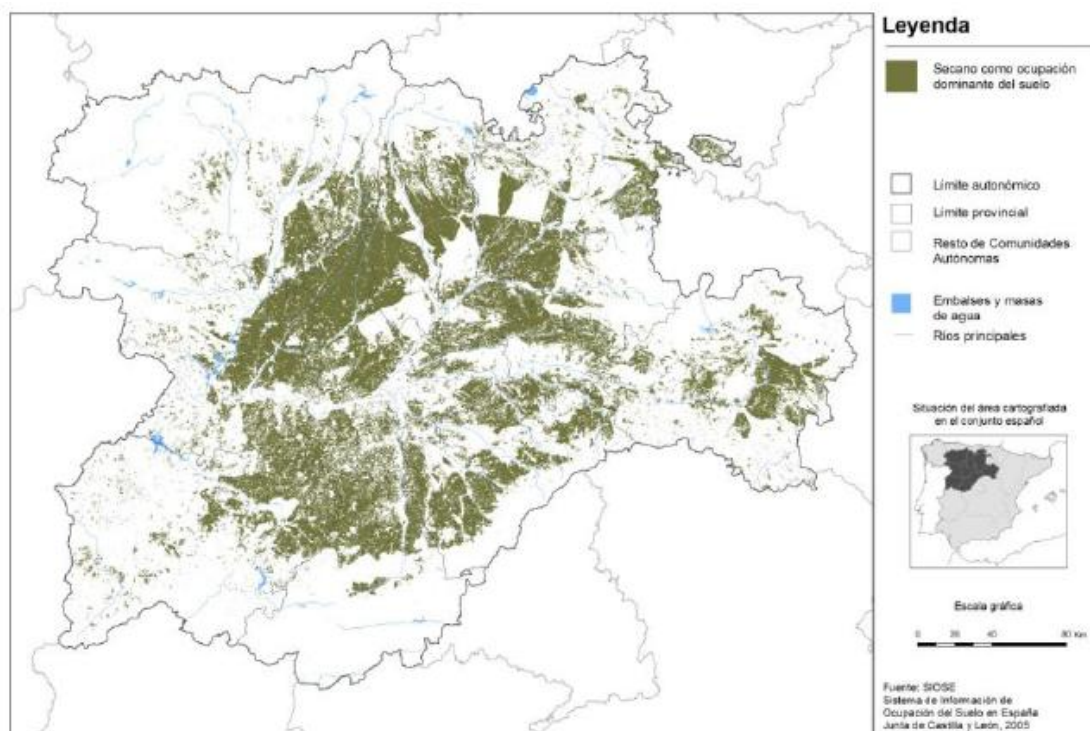 Leyenda
Secano como ocupación
dominante del suelo
Límite autonómico
Límite provincial
Resto de Comunidades
Autónomas
Embalses y masas
de agua
Ríos principales
Situación del área cartografiada
en el conjunto español
Escala gráfica
0 20 40 80 Km
Fuente: SIOSE
Sistema de Información de
Ocupación del Suelo en España
Junta de Castilla y León, 2005